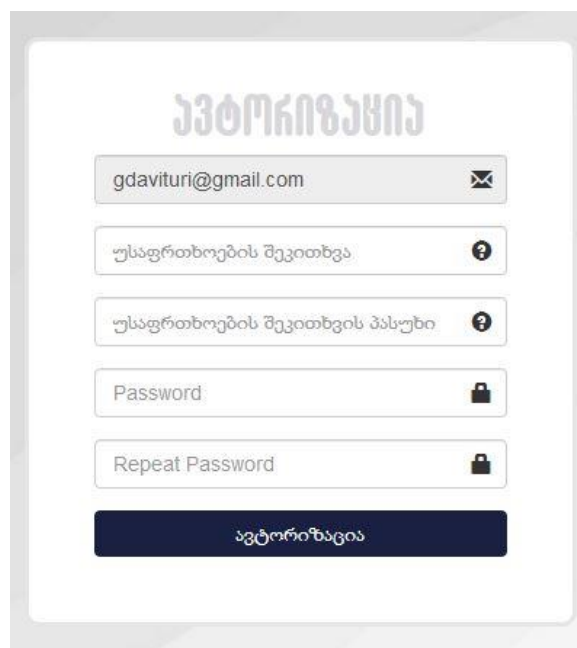 ავტორიზაცია
gdavituri@gmail.com
უსაფრთხოების შეკითხვა
უსაფრთხოების შეკითხვის პასუხი
Password
Repeat Password
ავტორიზაცია